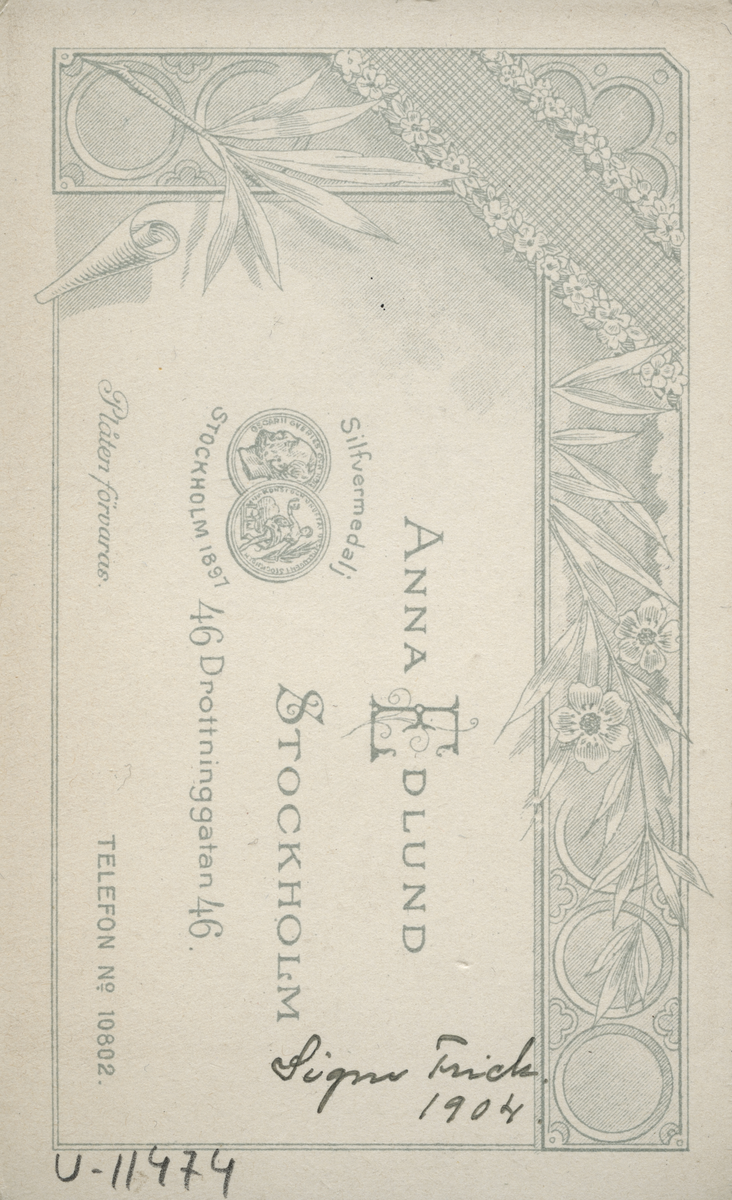 Silfvermedalj
STOCKHOLM 1897
ANNA EDLUND
STOCKHOLM
46 Drottninggatan 46.
Plåten förvaras.
TELEFON No 10802.
Signe Frick.
1904.
U-11474